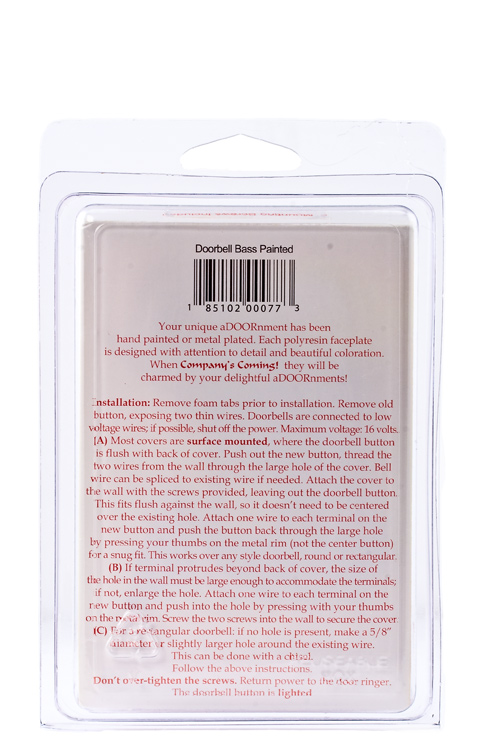 Doorbell Bass Painted
1 85102 00077 3
Your unique aDOORnment has been
hand painted or metal plated. Each polyresin faceplate
is designed with attention to detail and beautiful coloration.
When Company's Coming! they will be
charmed by your delightful aDOORnments!
Installation: Remove foam tabs prior to installation. Remove old
button, exposing two thin wires. Doorbells are connected to low
voltage wires; if possible, shut off the power. Maximum voltage: 16 volts.
(A) Most covers are surface mounted, where the doorbell button
is flush with back of cover. Push out the new button, thread the
two wires from the wall through the large hole of the cover. Bell
wire can be spliced to existing wire if needed. Attach the cover to
the wall with the screws provided, leaving out the doorbell button.
This fits flush against the wall, so it doesn't need to be centered
over the existing hole. Attach one wire to each terminal on the
new button and push the button back through the large hole
by pressing your thumbs on the metal rim (not the center button)
for a snug fit. This works over any style doorbell, round or rectangular.
(B) If terminal protrudes beyond back of cover, the size of
the hole in the wall must be large enough to accommodate the terminals;
if not, enlarge the hole. Attach one wire to each terminal on the
new button and push into the hole by pressing with your thumbs
on the metal rim. Screw the two screws into the wall to secure the cover.
(C) For a rectangular doorbell: if no hole is present, make a 5/8"
diameter or slightly larger hole around the existing wire.
This can be done with a chisel.
Follow the above instructions.
Don't over-tighten the screws. Return power to the door ringer.
The doorbell button is lighted